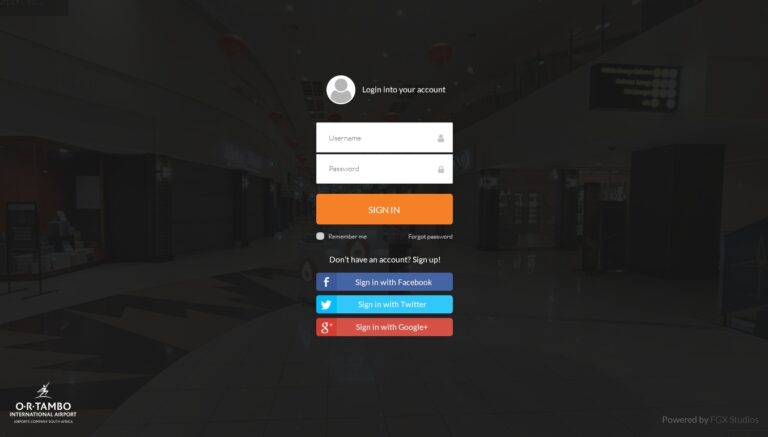 Login into your account
Username
Password
SIGN IN
Remember me
Forgot password
Don't have an account? Sign up!
f
Sign in with Facebook
Sign in with Twitter
g+
Sign in with Google+
O·R·TAMBO
INTERNATIONAL AIRPORT
AIRPORTS COMPANY SOUTH AFRICA
Powered by FGX Studios